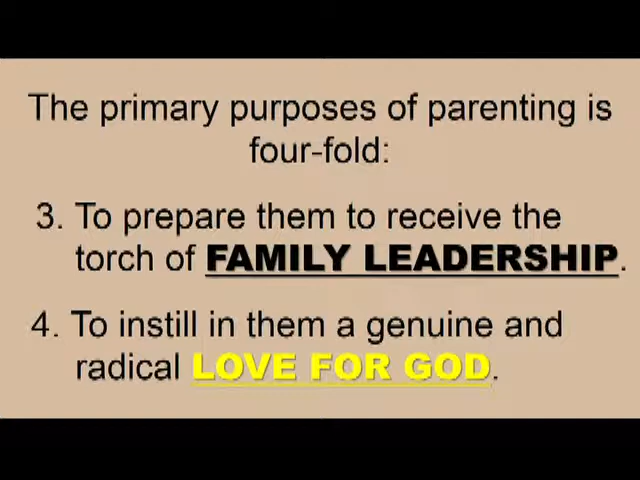 The primary purposes of parenting is
four-fold:
3. To prepare them to receive the
torch of FAMILY LEADERSHIP.
4. To instill in them a genuine and
radical LOVE FOR GOD.